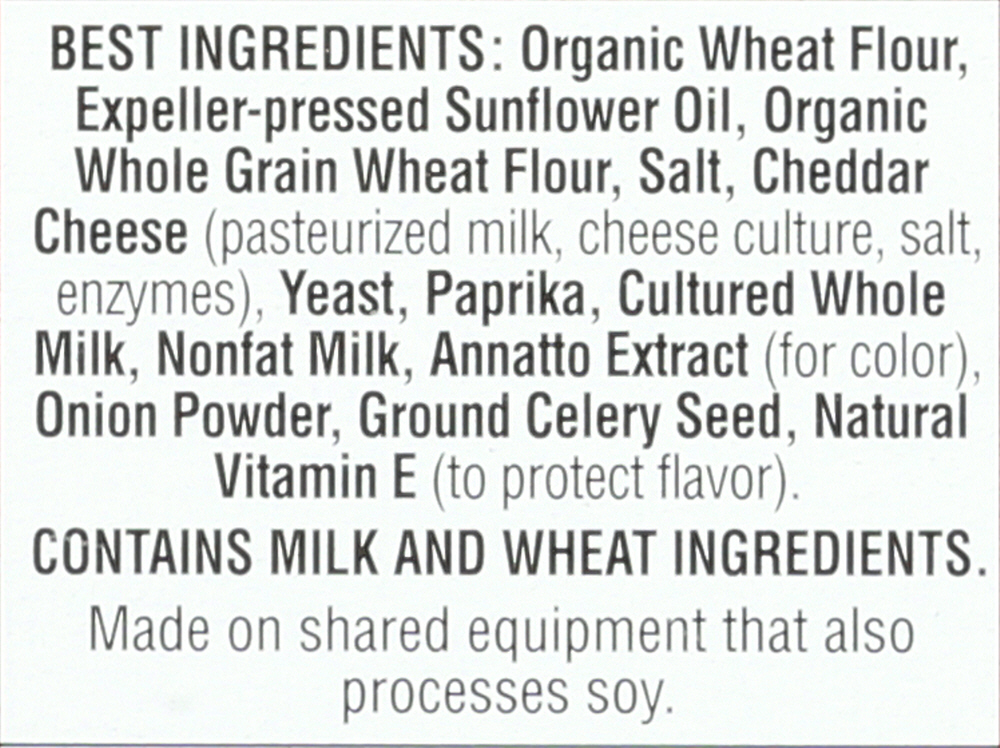 BEST INGREDIENTS: Organic Wheat Flour,
Expeller-pressed Sunflower Oil, Organic
Whole Grain Wheat Flour, Salt, Cheddar
Cheese (pasteurized milk, cheese culture, salt,
enzymes), Yeast, Paprika, Cultured Whole
Milk, Nonfat Milk, Annatto Extract (for color),
Onion Powder, Ground Celery Seed, Natural
Vitamin E (to protect flavor).
CONTAINS MILK AND WHEAT INGREDIENTS.
Made on shared equipment that also
processes soy.